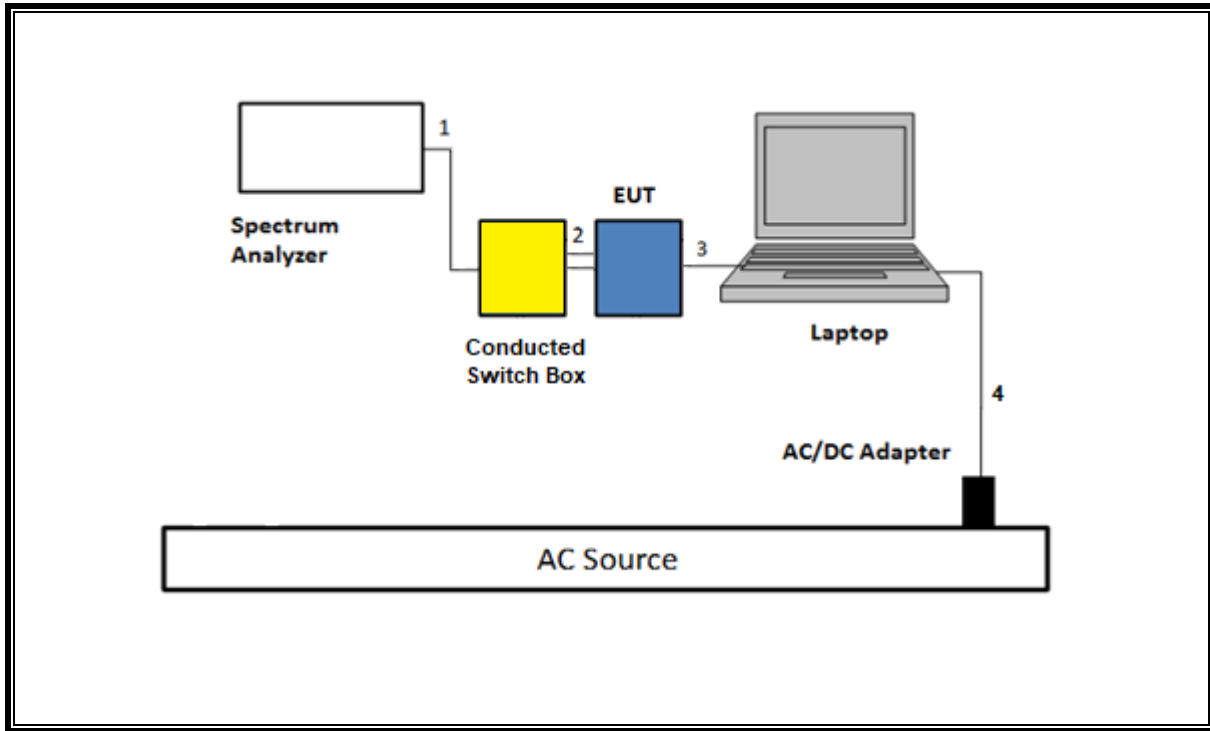 1
Spectrum
Analyzer
2
EUT
3
Conducted
Switch Box
Laptop
4
AC/DC Adapter
AC Source